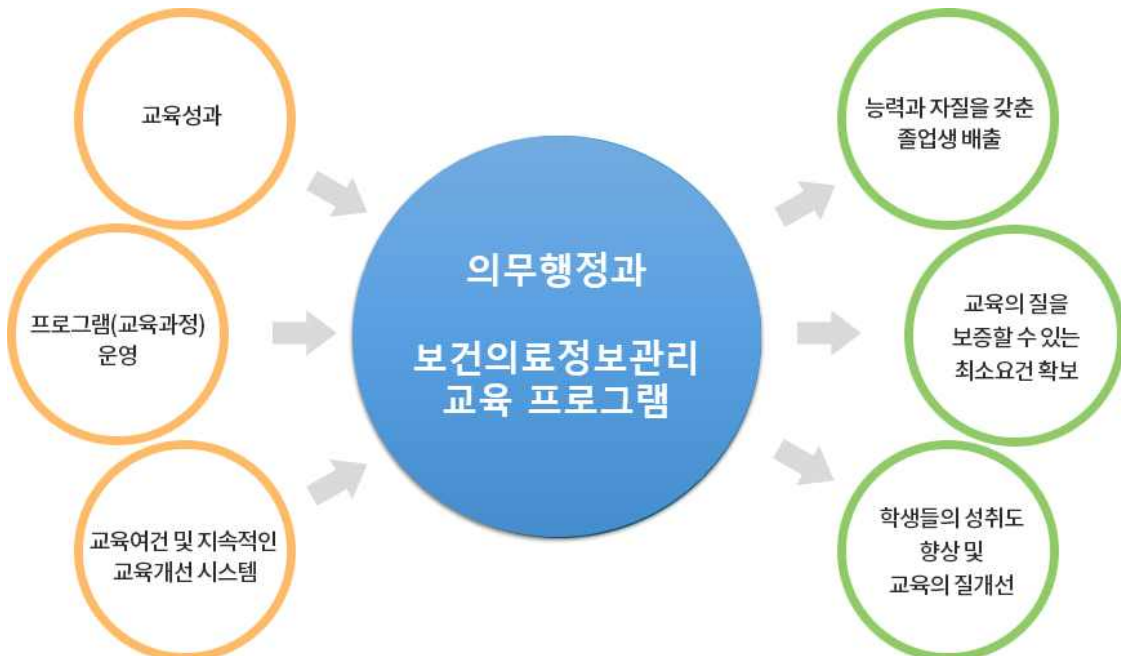 교육성과
프로그램(교육과정)
운영
교육여건 및 지속적인
교육개선 시스템
의무행정과
보건의료정보관리
교육 프로그램
능력과 자질을 갖춘
졸업생 배출
교육의 질을
보증할 수 있는
최소요건 확보
학생들의 성취도
향상 및
교육의 질개선